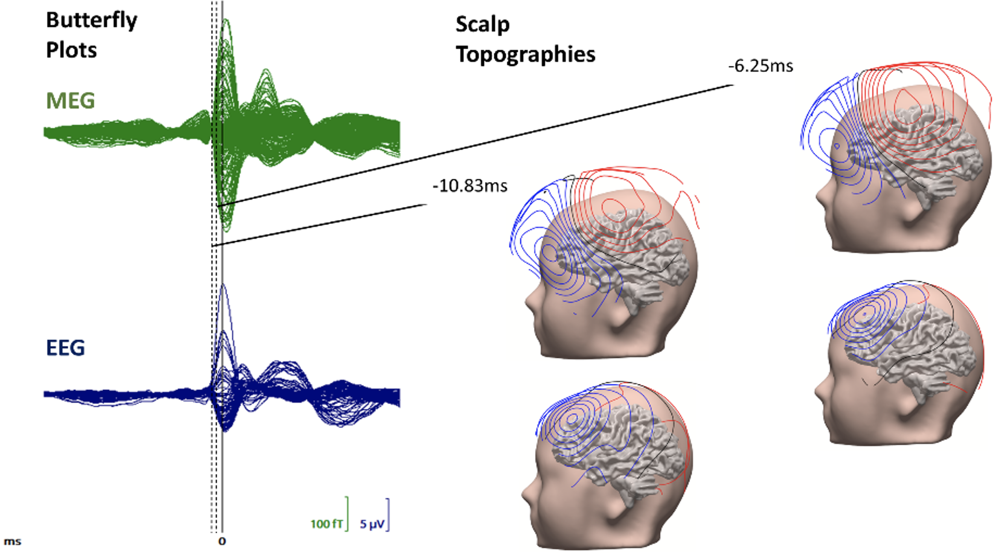 Butterfly
Plots
Scalp
Topographies
-6.25ms
MEG
-10.83ms
EEG
100 fT
5 µV
ms
0